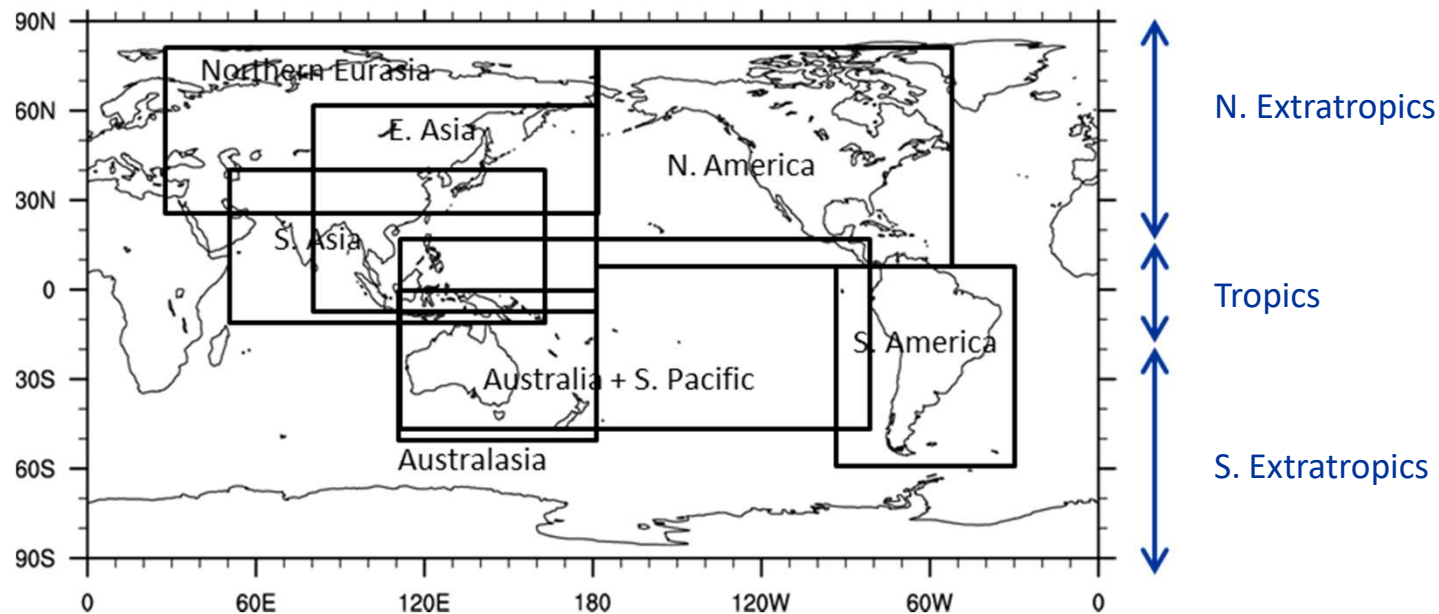 90N
60N
30N
0
30S
60S
90S
Northern Eurasia
E. Asia
N. America
S. Asia
S. America
Australia + S. Pacific
Australasia
0
60E
120E
180
120W
60W
0
N. Extratropics
Tropics
S. Extratropics